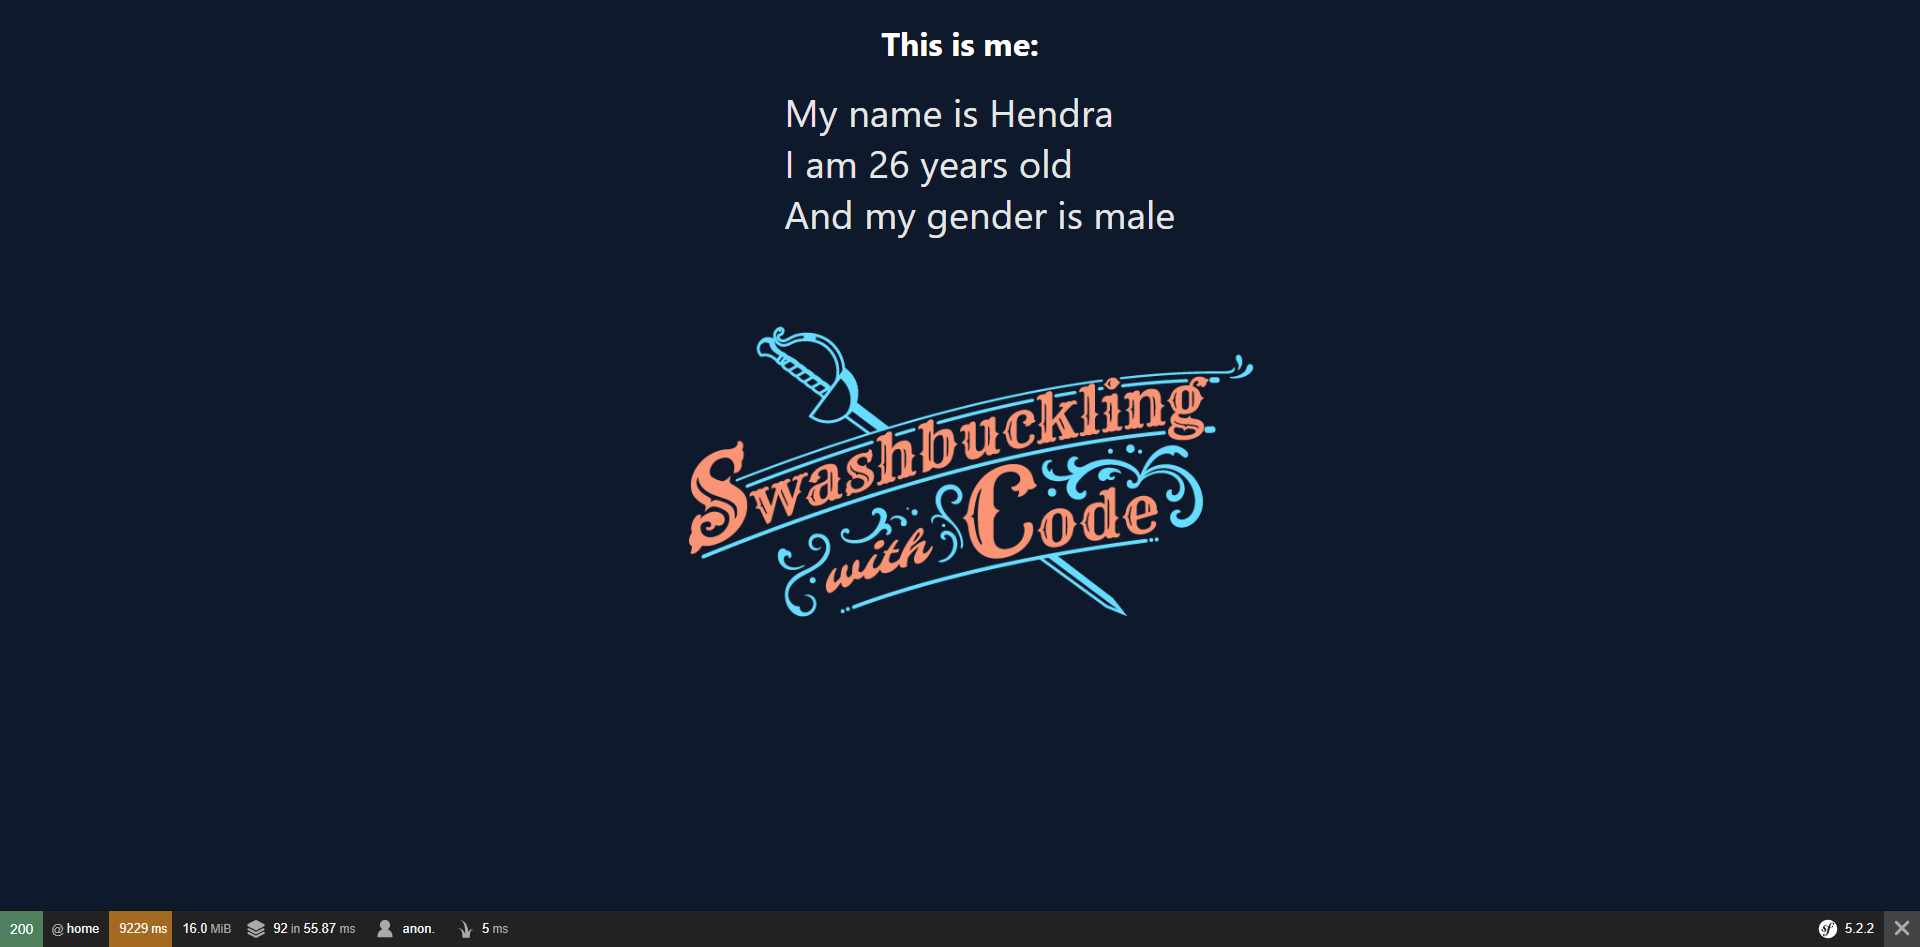 This is me:
My name is Hendra
I am 26 years old
And my gender is male
Swashbuckling
with Code
200 @ home 9229 ms 16.0 MiB 92 in 55.87 ms anon. 5 ms sf 5.2.2